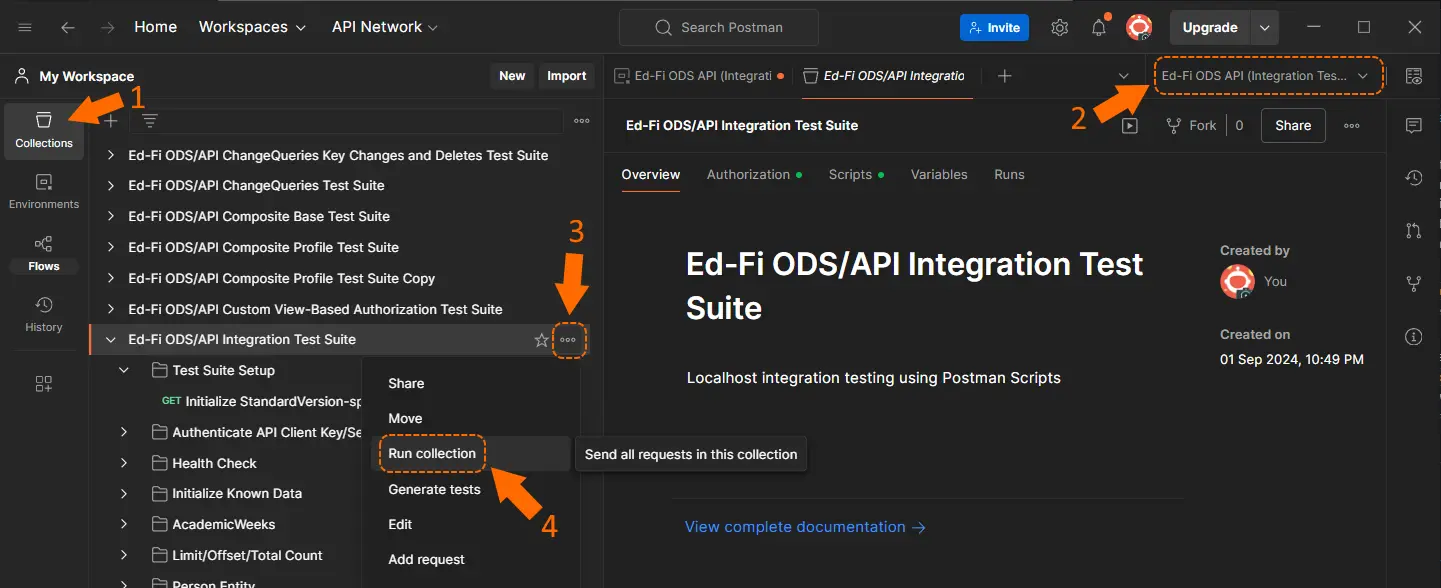 Home
Workspaces
API Network
Search Postman
Invite
Upgrade
My Workspace
New
Import
Ed-Fi ODS API (Integrati
Ed-Fi ODS/API Integratio
Ed-Fi ODS API (Integration Tes...
1
2
Collections
Environments
Flows
History
Ed-Fi ODS/API ChangeQueries Key Changes and Deletes Test Suite
Ed-Fi ODS/API ChangeQueries Test Suite
Ed-Fi ODS/API Composite Base Test Suite
Ed-Fi ODS/API Composite Profile Test Suite
Ed-Fi ODS/API Composite Profile Test Suite Copy
Ed-Fi ODS/API Custom View-Based Authorization Test Suite
Ed-Fi ODS/API Integration Test Suite
3
Test Suite Setup
GET Initialize StandardVersion-sp
Authenticate API Client Key/Se
Health Check
Initialize Known Data
AcademicWeeks
Limit/Offset/Total Count
Person Entity
Share
Move
Run collection
Generate tests
Edit
Add request
4
Send all requests in this collection
Ed-Fi ODS/API Integration Test Suite
Fork
0
Share
Overview
Authorization
Scripts
Variables
Runs
Ed-Fi ODS/API Integration Test
Suite
Localhost integration testing using Postman Scripts
View complete documentation →
Created by
You
Created on
01 Sep 2024, 10:49 PM